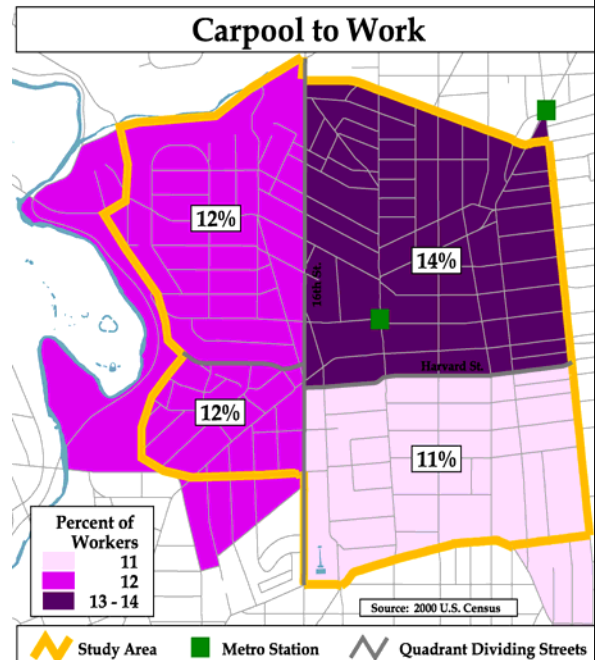 Carpool to Work
12%
14%
16th St.
Harvard St.
12%
11%
Percent of
Workers
11
12
13 - 14
Source: 2000 U.S. Census
Study Area
Metro Station
Quadrant Dividing Streets